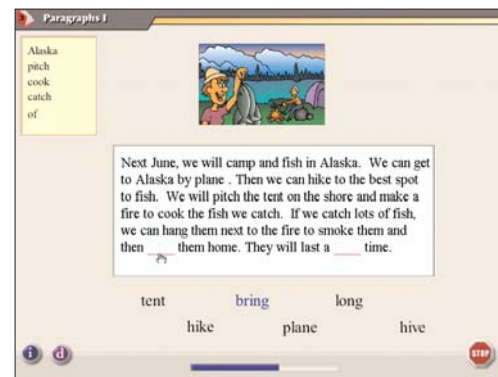 Paragraphs I
Alaska
pitch
cook
catch
of
Next June, we will camp and fish in Alaska. We can get
to Alaska by plane . Then we can hike to the best spot
to fish. We will pitch the tent on the shore and make a
fire to cook the fish we catch. If we catch lots of fish,
we can hang them next to the fire to smoke them and
then ____ them home. They will last a ____ time.
tent bring long
hike plane hive
i d STOP